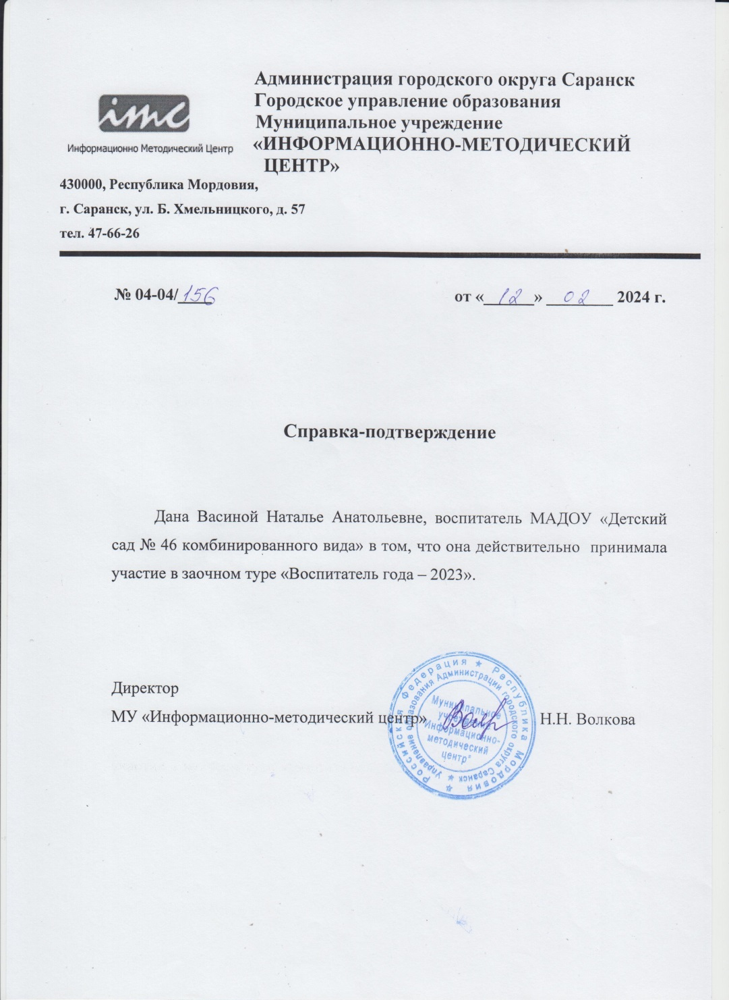 Администрация городского округа Саранск
Городское управление образования
Муниципальное учреждение
«ИНФОРМАЦИОННО-МЕТОДИЧЕСКИЙ
ЦЕНТР»
imc
Информационно Методический Центр
430000, Республика Мордовия,
г. Саранск, ул. Б. Хмельницкого, д. 57
тел. 47-66-26
№ 04-04/156
от «12» 02 2024 г.
Справка-подтверждение
Дана Васиной Наталье Анатольевне, воспитатель МАДОУ «Детский
сад № 46 комбинированного вида» в том, что она действительно принимала
участие в заочном туре «Воспитатель года – 2023».
Директор
МУ «Информационно-методический центр»
Н.Н. Волкова
Российская Федерация ★ Республика Мордовия ★
Управление образования Администрации городского округа Саранск ★
Муниципальное
учреждение
"Информационно-
методический
центр"